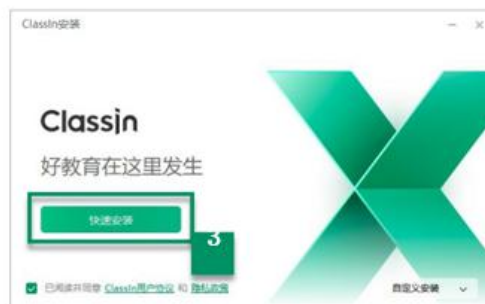 ClassIn安装
Classin
好教育在这里发生
快速安装
3
已阅读并同意 ClassIn用户协议 和 隐私政策
自定义安装